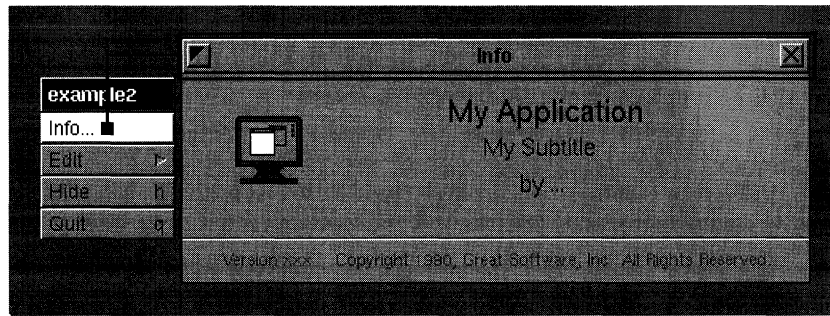 example2
Info...
Edit
Hide h
Quit q
Info
My Application
My Subtitle
by ...
Version xxx Copyright 1990, Great Software, Inc. All Rights Reserved.